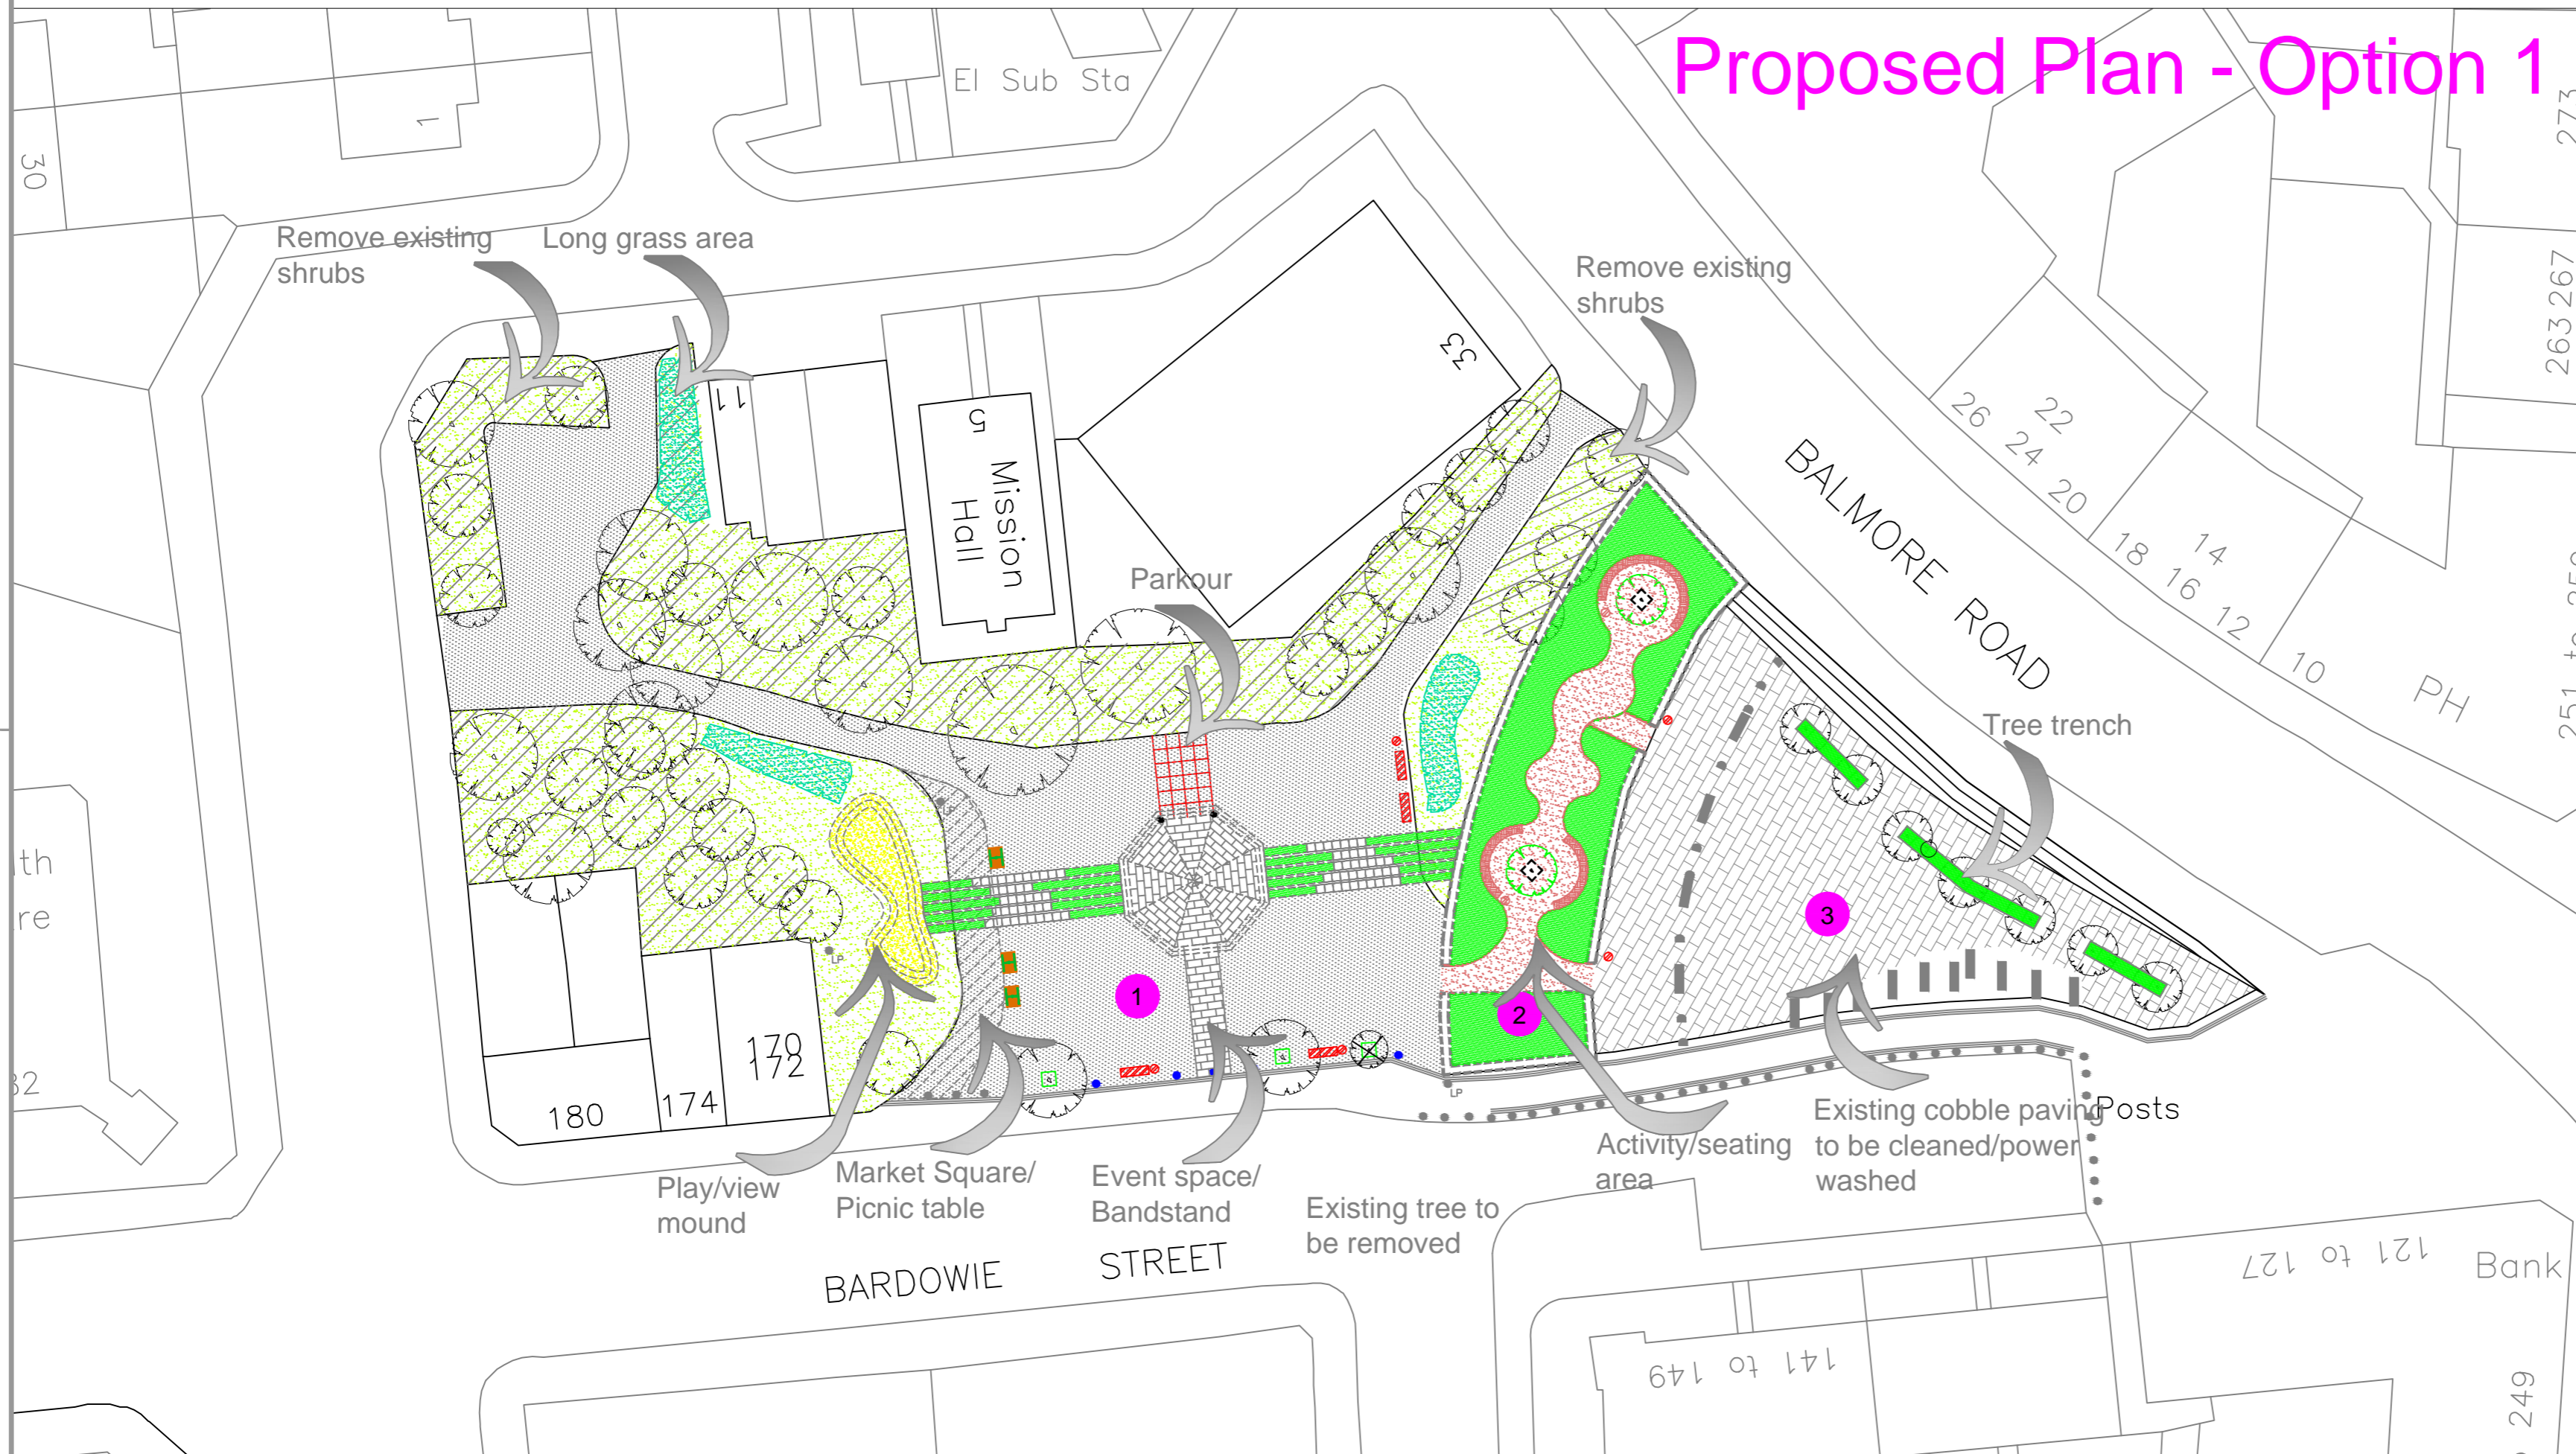 Proposed Plan - Option 1
El Sub Sta
1
30
273
263 267
Remove existing
shrubs
Long grass area
Remove existing
shrubs
11
5
Mission
Hall
33
BALMORE ROAD
26
24
22
20
18
14
16
12
10
PH
Parkour
Tree trench
1
2
3
LP
LP
170
172
174
180
Posts
Play/view
mound
Market Square/
Picnic table
Event space/
Bandstand
Existing tree to
be removed
Activity/seating
area
Existing cobble paving
to be cleaned/power
washed
BARDOWIE STREET
121 to 127
Bank
141 to 149
249